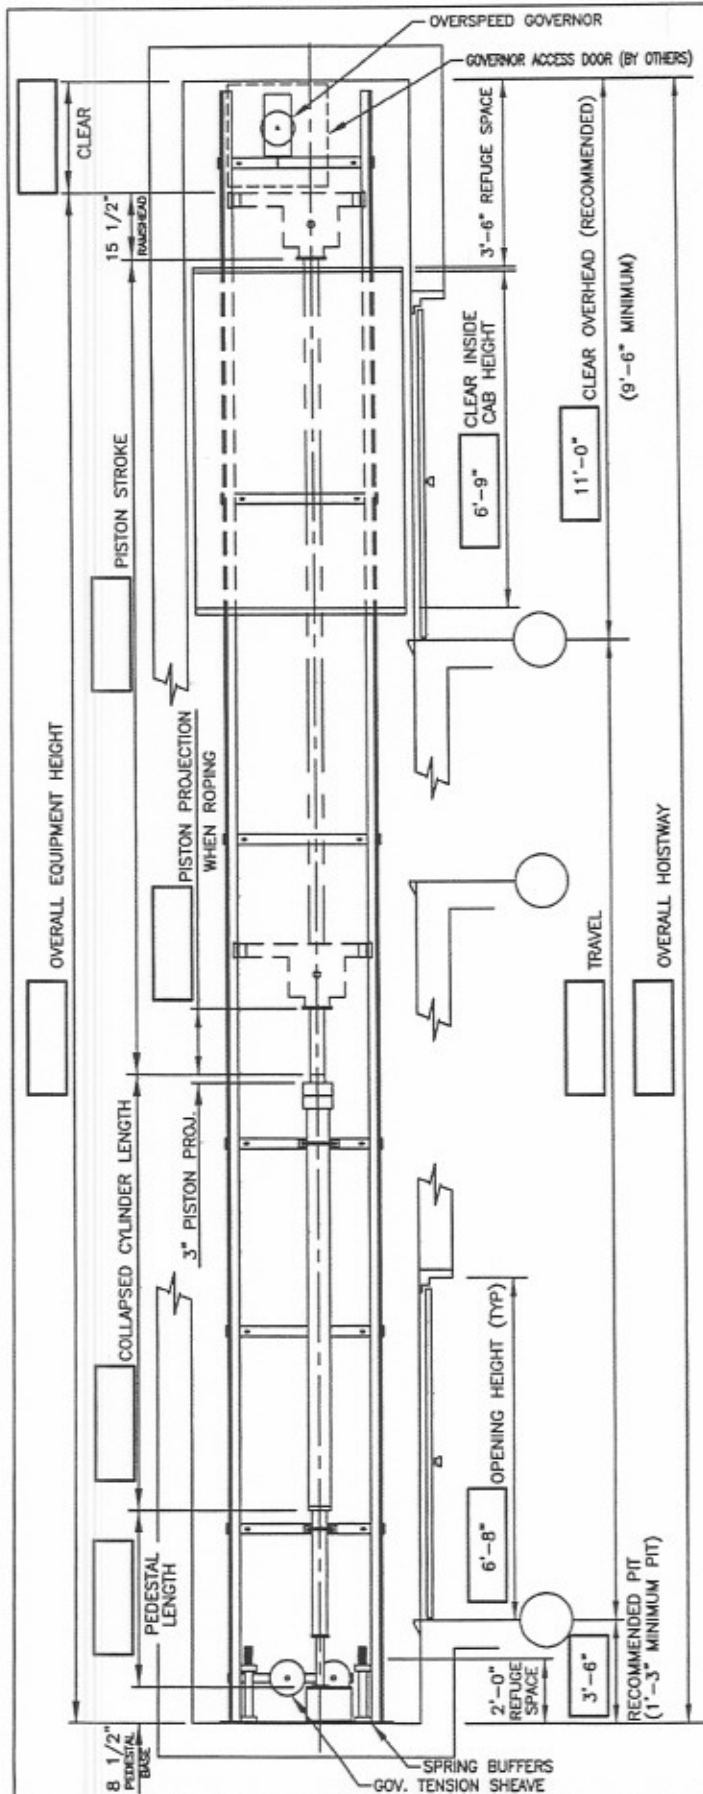 OVERSPEED GOVERNOR
GOVERNOR ACCESS DOOR (BY OTHERS)
CLEAR
15 1/2"
RAMSHEAD
3'-6" REFUGE SPACE
CLEAR OVERHEAD (RECOMMENDED)
11'-0"
(9'-6" MINIMUM)
CLEAR INSIDE
CAB HEIGHT
6'-9"
PISTON STROKE
OVERALL EQUIPMENT HEIGHT
PISTON PROJECTION
WHEN ROPING
TRAVEL
OVERALL HOISTWAY
COLLAPSED CYLINDER LENGTH
3" PISTON PROJ.
OPENING HEIGHT (TYP)
6'-8"
PEDESTAL
LENGTH
2'-0"
REFUGE
SPACE
3'-6"
RECOMMENDED PIT
(1'-3" MINIMUM PIT)
8 1/2"
PEDESTAL
BASE
SPRING BUFFERS
GOV. TENSION SHEAVE